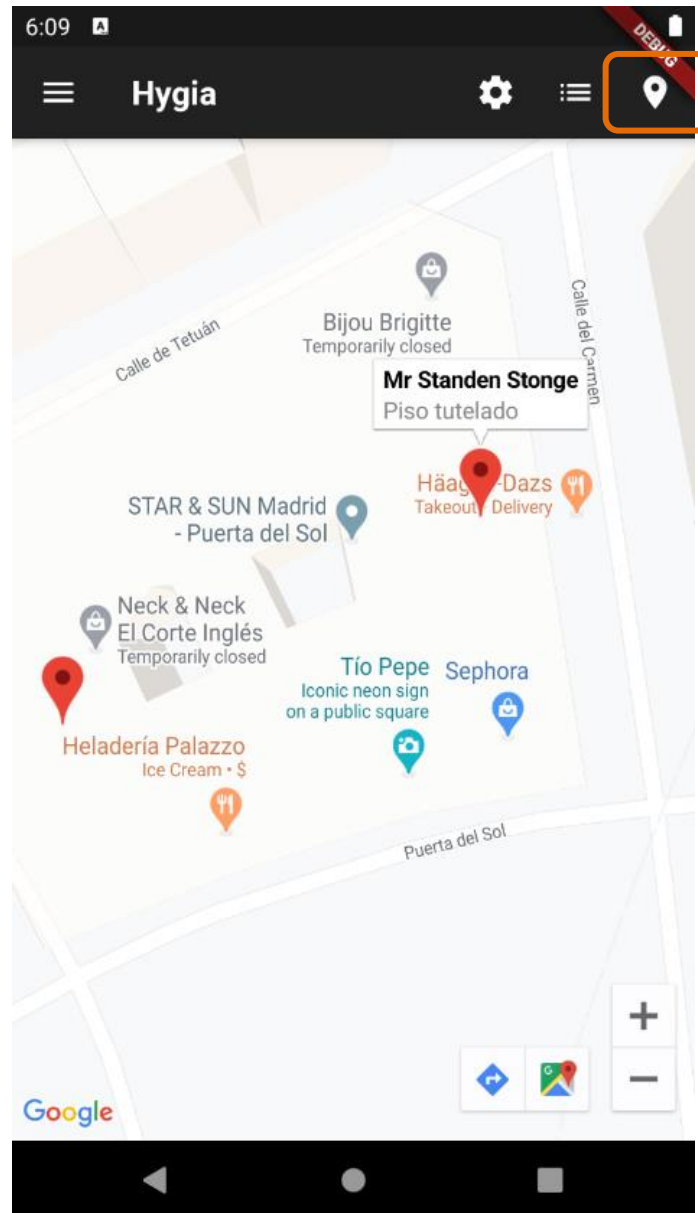 6:09 A
DEBUG
Hygia
Calle de Tetuán
Bijou Brigitte
Temporarily closed
Calle del Carmen
Mr Standen Stonge
Piso tutelado
Häag -Dazs
Takeout Delivery
STAR & SUN Madrid
- Puerta del Sol
Neck & Neck
El Corte Inglés
Temporarily closed
Tío Pepe
Iconic neon sign
on a public square
Sephora
Heladería Palazzo
Ice Cream • $
Puerta del Sol
+
G
−
Google